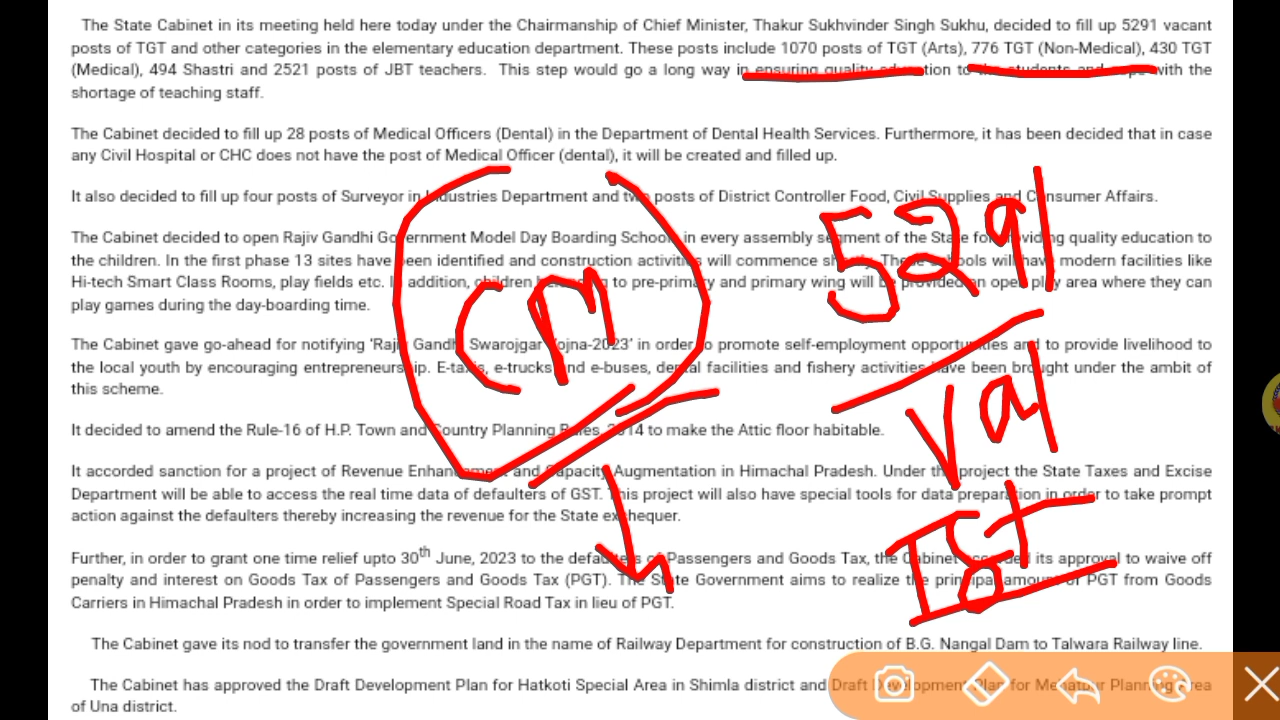 The State Cabinet in its meeting held here today under the Chairmanship of Chief Minister, Thakur Sukhvinder Singh Sukhu, decided to fill up 5291 vacant
posts of TGT and other categories in the elementary education department. These posts include 1070 posts of TGT (Arts), 776 TGT (Non-Medical), 430 TGT
(Medical), 494 Shastri and 2521 posts of JBT teachers. This step would go a long way in ensuring quality education to the students and cope with the
shortage of teaching staff.
The Cabinet decided to fill up 28 posts of Medical Officers (Dental) in the Department of Dental Health Services. Furthermore, it has been decided that in case
any Civil Hospital or CHC does not have the post of Medical Officer (dental), it will be created and filled up.
It also decided to fill up four posts of Surveyor in Industries Department and two posts of District Controller Food, Civil Supplies and Consumer Affairs.
The Cabinet decided to open Rajiv Gandhi Government Model Day Boarding Schools in every assembly segment of the State for providing quality education to
the children. In the first phase 13 sites have been identified and construction activities will commence shortly. These schools will have modern facilities like
Hi-tech Smart Class Rooms, play fields etc. In addition, children belonging to pre-primary and primary wing will be provided an open play area where they can
play games during the day-boarding time.
The Cabinet gave go-ahead for notifying 'Rajiv Gandhi Swarojgar Yojna-2023' in order to promote self-employment opportunities and to provide livelihood to
the local youth by encouraging entrepreneurship. E-taxis, e-trucks and e-buses, dental facilities and fishery activities have been brought under the ambit of
this scheme.
It decided to amend the Rule-16 of H.P. Town and Country Planning Rules, 2014 to make the Attic floor habitable.
It accorded sanction for a project of Revenue Enhancement and Capacity Augmentation in Himachal Pradesh. Under the project the State Taxes and Excise
Department will be able to access the real time data of defaulters of GST. This project will also have special tools for data preparation in order to take prompt
action against the defaulters thereby increasing the revenue for the State exchequer.
Further, in order to grant one time relief upto 30th June, 2023 to the defaulters of Passengers and Goods Tax, the Cabinet accorded its approval to waive off
penalty and interest on Goods Tax of Passengers and Goods Tax (PGT). The State Government aims to realize the principal amount of PGT from Goods
Carriers in Himachal Pradesh in order to implement Special Road Tax in lieu of PGT.
The Cabinet gave its nod to transfer the government land in the name of Railway Department for construction of B.G. Nangal Dam to Talwara Railway line.
The Cabinet has approved the Draft Development Plan for Hatkoti Special Area in Shimla district and Draft Development Plan for Mehatpur Planning Area
of Una district.
CM
5291